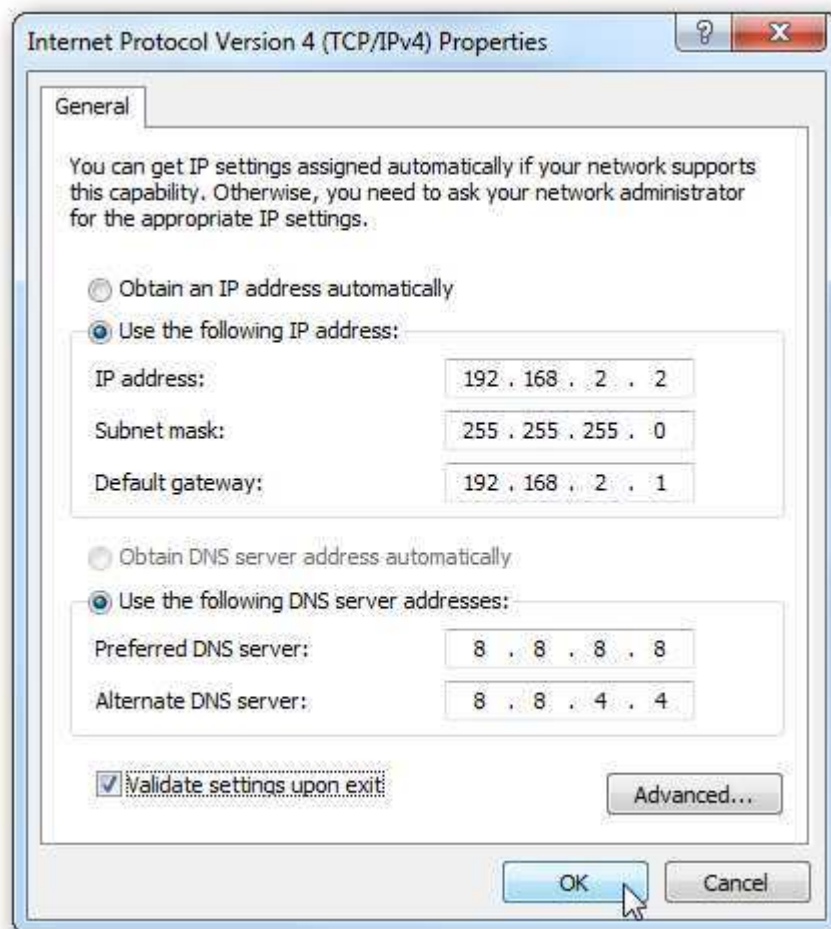 Internet Protocol Version 4 (TCP/IPv4) Properties
General
You can get IP settings assigned automatically if your network supports
this capability. Otherwise, you need to ask your network administrator
for the appropriate IP settings.
Obtain an IP address automatically
Use the following IP address:
IP address: 192 . 168 . 2 . 2
Subnet mask: 255 . 255 . 255 . 0
Default gateway: 192 . 168 . 2 . 1
Obtain DNS server address automatically
Use the following DNS server addresses:
Preferred DNS server: 8 . 8 . 8 . 8
Alternate DNS server: 8 . 8 . 4 . 4
Validate settings upon exit
Advanced...
OK Cancel